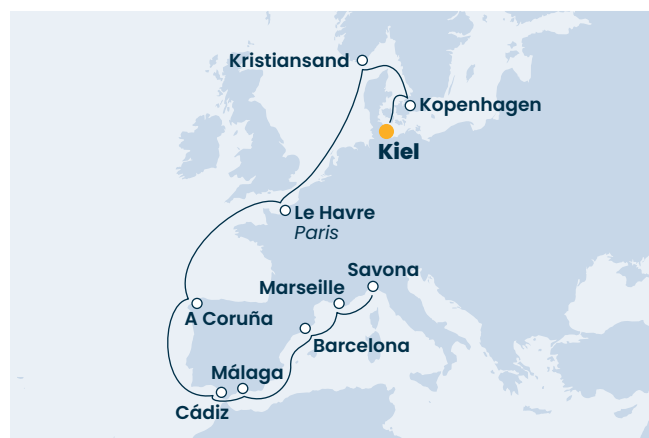 Kristiansand
Kopenhagen
Kiel
Le Havre
Paris
Savona
Marseille
A Coruña
Barcelona
Málaga
Cádiz